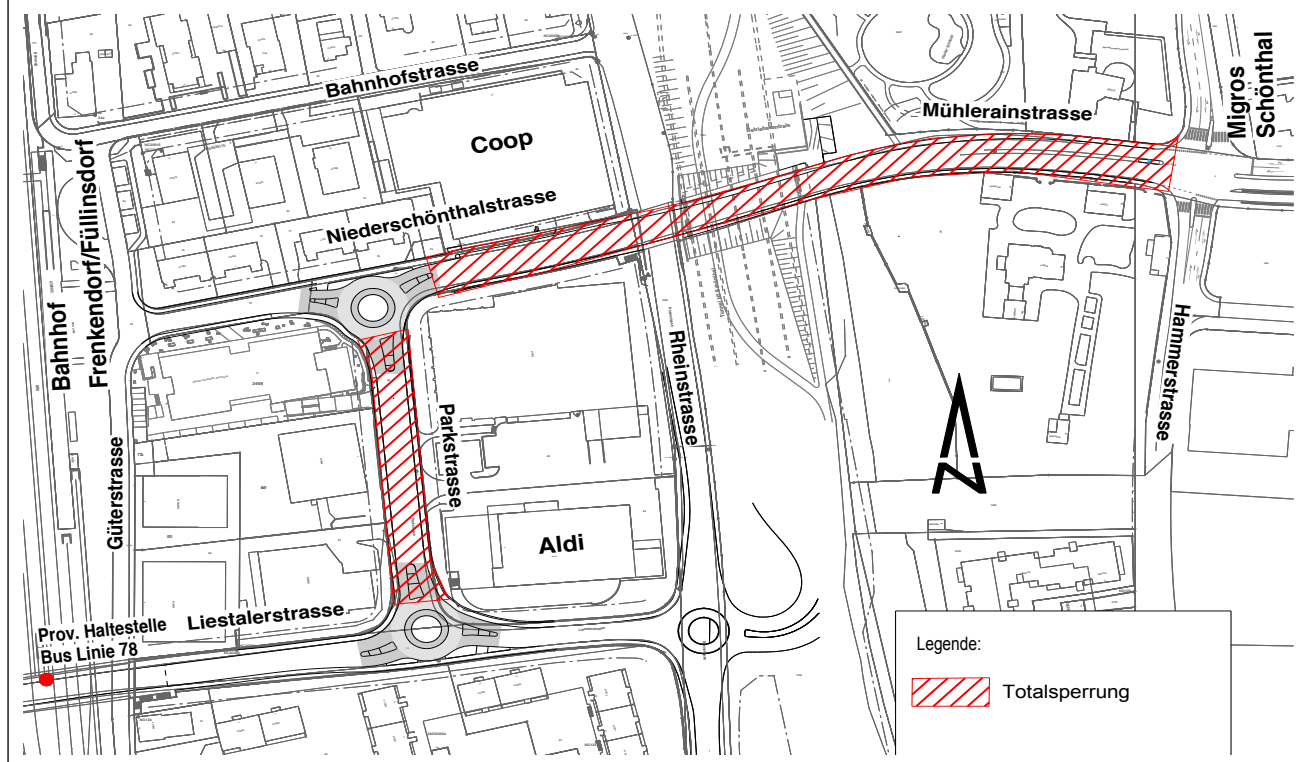 Bahnhofstrasse
Coop
Mühlerainstrasse
Migros
Schönthal
Niederschönthalstrasse
Bahnhof
Frenkendorf/Füllinsdorf
Güterstrasse
Parkstrasse
Rheinstrasse
Hammerstrasse
N
Aldi
Liestalerstrasse
Prov. Haltestelle
Bus Linie 78
Legende:
Totalsperrung